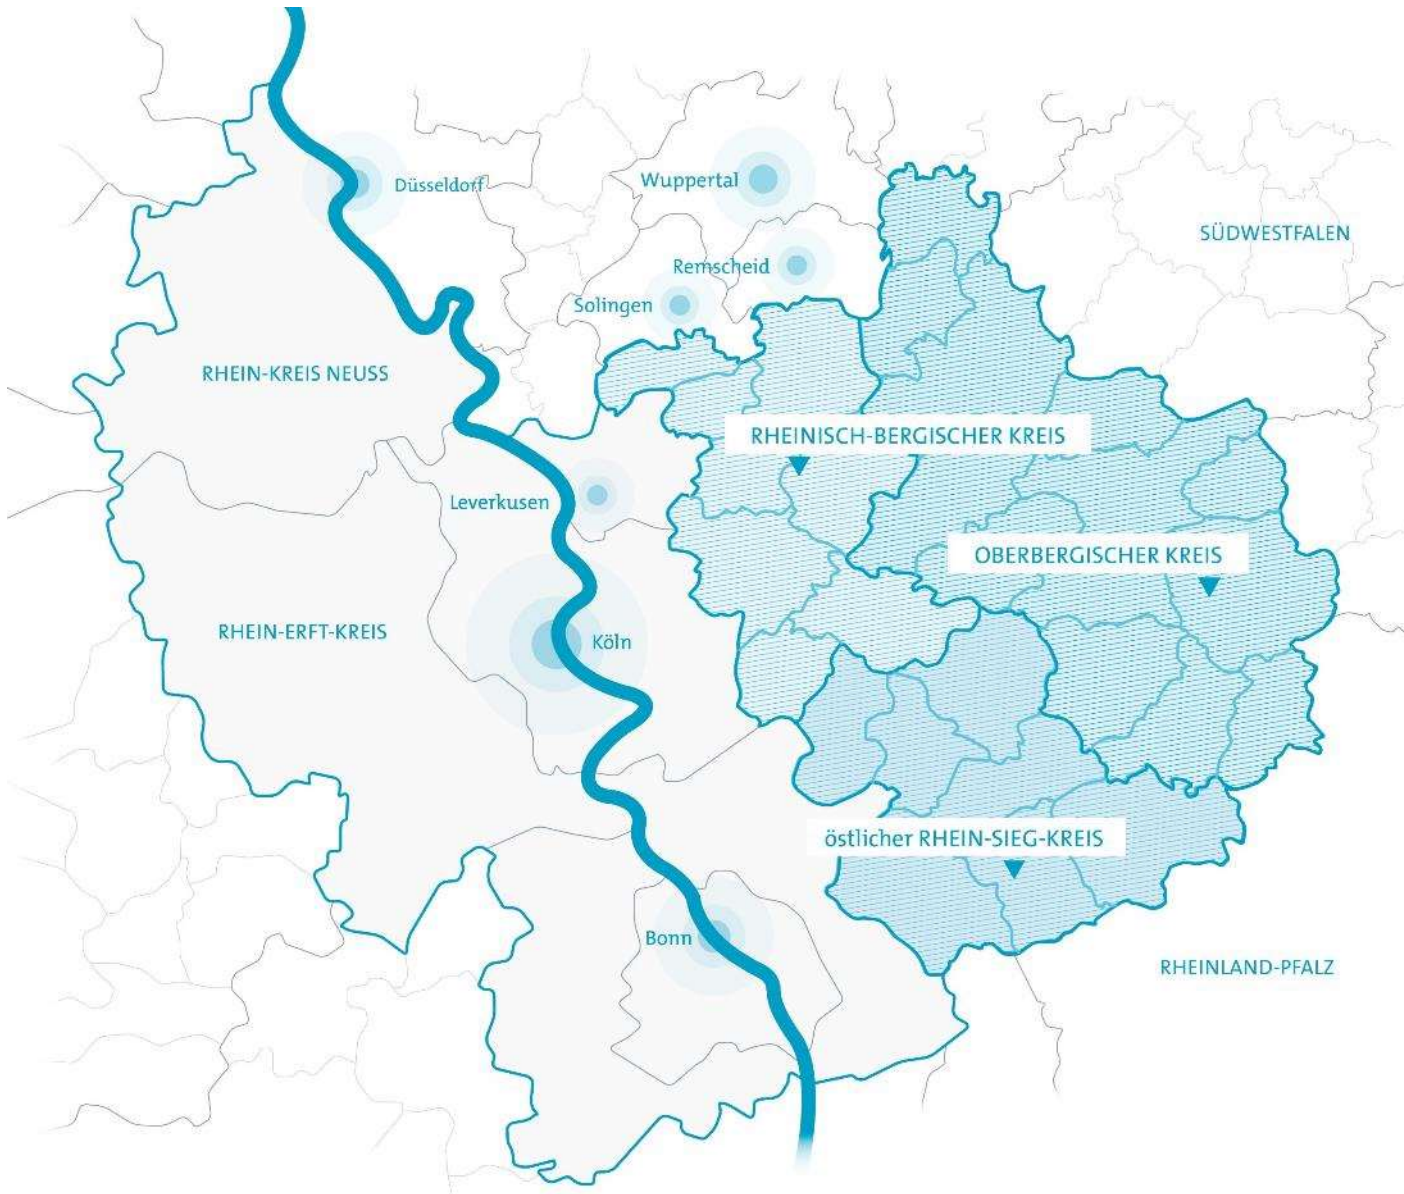 Düsseldorf
Wuppertal
SÜDWESTFALEN
Remscheid
Solingen
RHEIN-KREIS NEUSS
RHEINISCH-BERGISCHER KREIS
Leverkusen
OBERBERGISCHER KREIS
RHEIN-ERFT-KREIS
Köln
östlicher RHEIN-SIEG-KREIS
Bonn
RHEINLAND-PFALZ